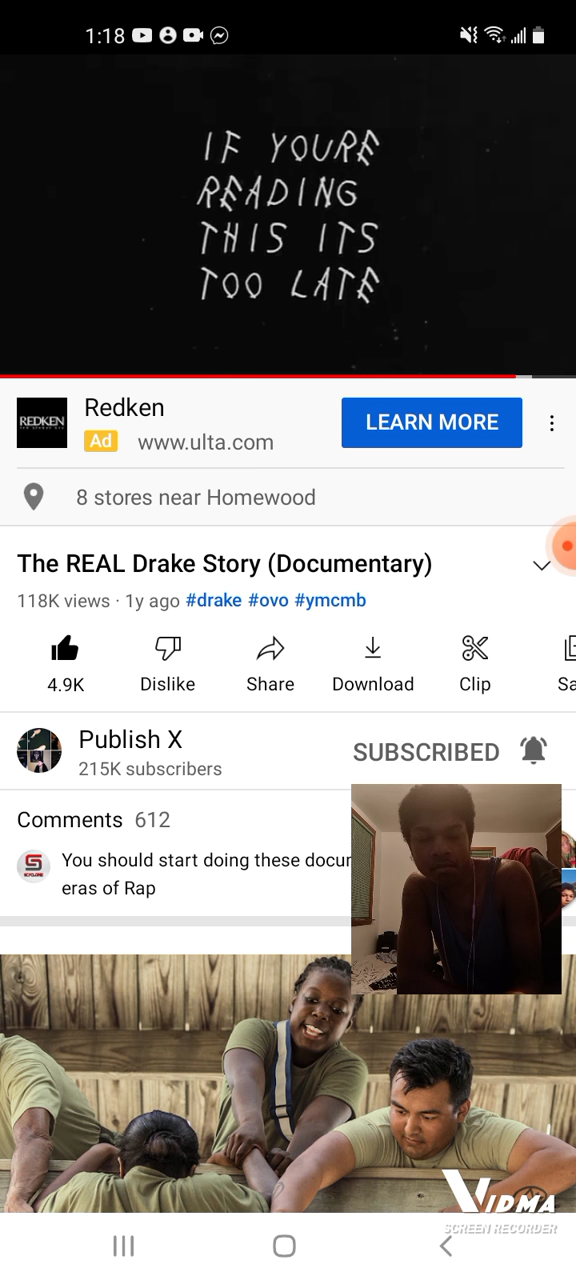 1:18
IF YOURE
READING
THIS ITS
TOO LATE
REDKEN
Redken
LEARN MORE
Ad www.ulta.com
8 stores near Homewood
The REAL Drake Story (Documentary)
118K views · 1y ago #drake #ovo #ymcmb
4.9K Dislike Share Download Clip Sa
Publish X
SUBSCRIBED
215K subscribers
Comments 612
You should start doing these docur
eras of Rap
VIDMA
SCREEN RECORDER